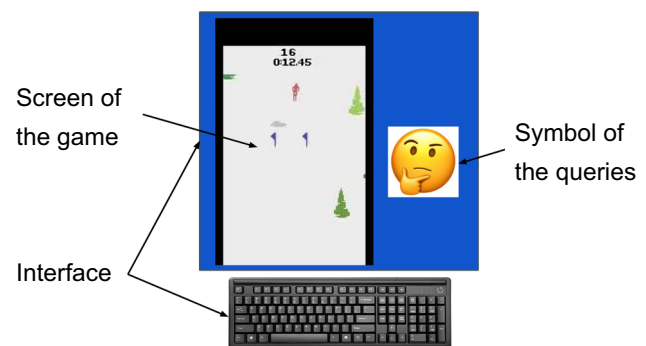 16
0:12.45
Screen of
the game
Symbol of
the queries
Interface